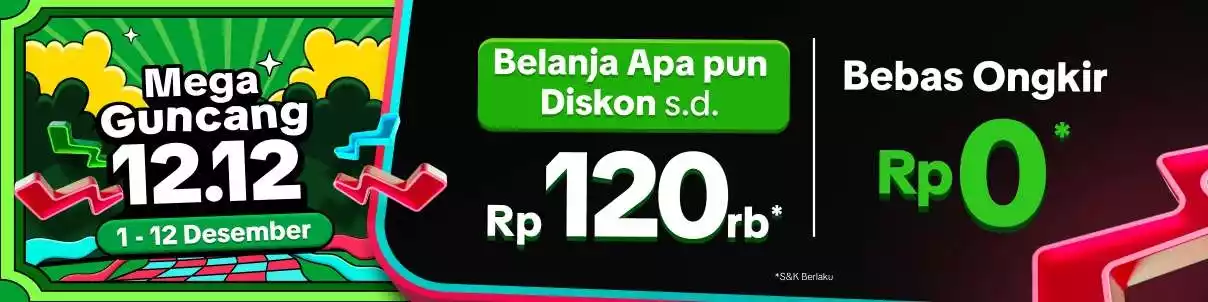 Mega
Guncang
12.12
1 - 12 Desember
Belanja Apa pun
Diskon s.d.
Rp 120rb*
*S&K Berlaku
Bebas Ongkir
Rp0*